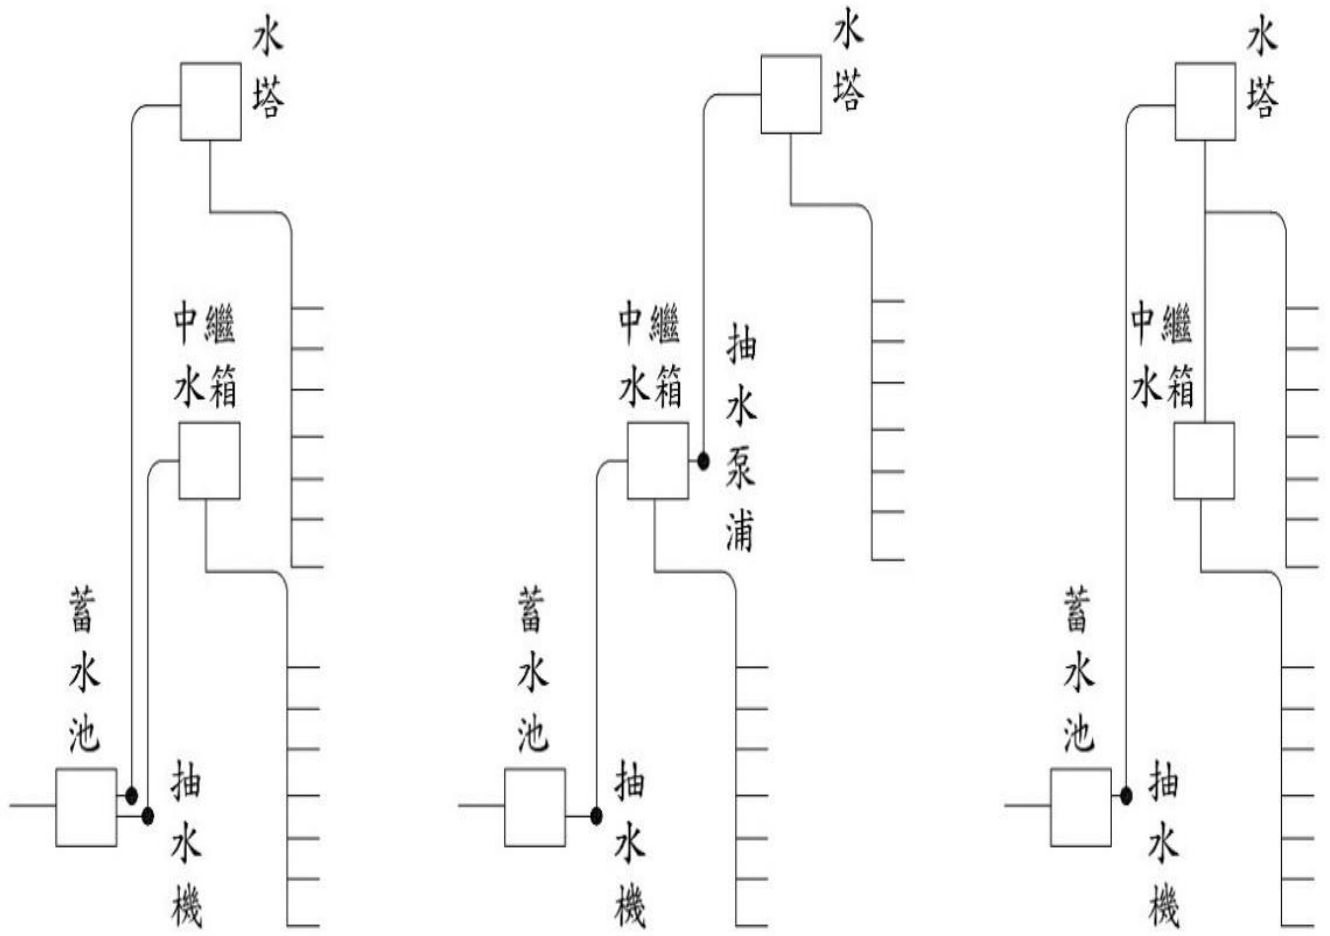 水塔
中繼水箱
蓄水池
抽水機
水塔
中繼水箱
抽水泵浦
蓄水池
抽水機
水塔
中繼水箱
蓄水池
抽水機